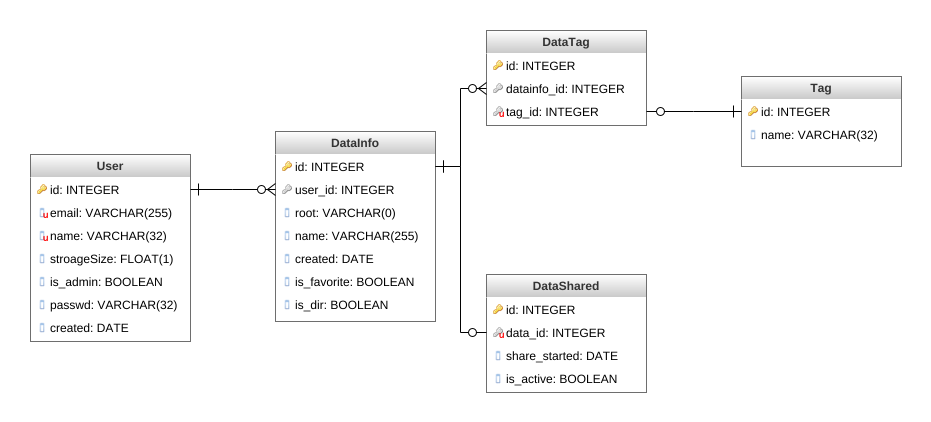 User
id: INTEGER
email: VARCHAR(255)
name: VARCHAR(32)
stroageSize: FLOAT(1)
is_admin: BOOLEAN
passwd: VARCHAR(32)
created: DATE
DataInfo
id: INTEGER
user_id: INTEGER
root: VARCHAR(0)
name: VARCHAR(255)
created: DATE
is_favorite: BOOLEAN
is_dir: BOOLEAN
DataTag
id: INTEGER
datainfo_id: INTEGER
tag_id: INTEGER
Tag
id: INTEGER
name: VARCHAR(32)
DataShared
id: INTEGER
data_id: INTEGER
share_started: DATE
is_active: BOOLEAN